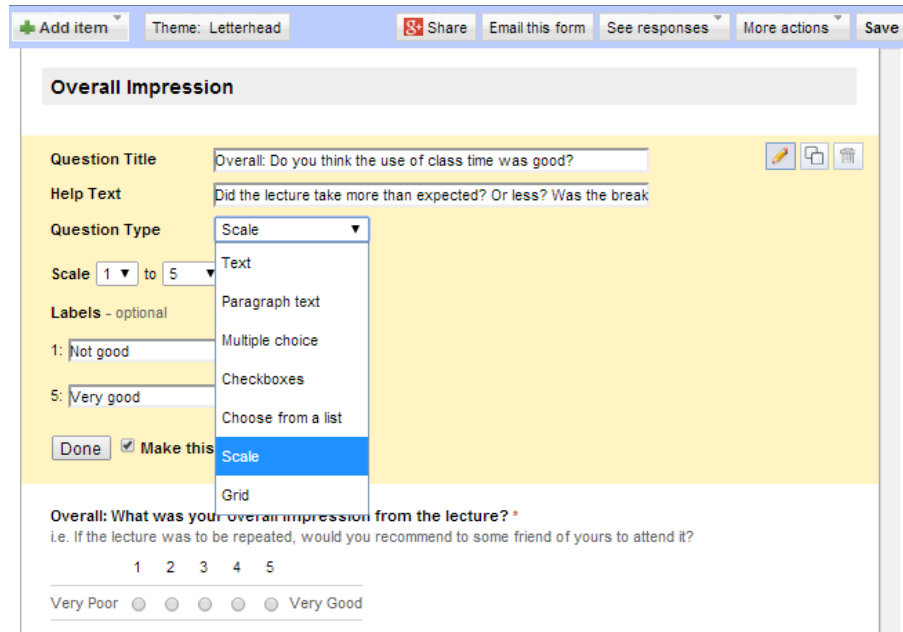 Add item Theme: Letterhead Share Email this form See responses More actions Save
Overall Impression
Question Title Overall: Do you think the use of class time was good?
Help Text Did the lecture take more than expected? Or less? Was the break
Question Type Scale
Text
Scale 1 to 5
Paragraph text
Labels - optional
Multiple choice
1: Not good
Checkboxes
5: Very good
Choose from a list
Done Make this
Scale
Grid
Overall: What was your overall impression from the lecture? *
i.e. If the lecture was to be repeated, would you recommend to some friend of yours to attend it?
1 2 3 4 5
Very Poor Very Good